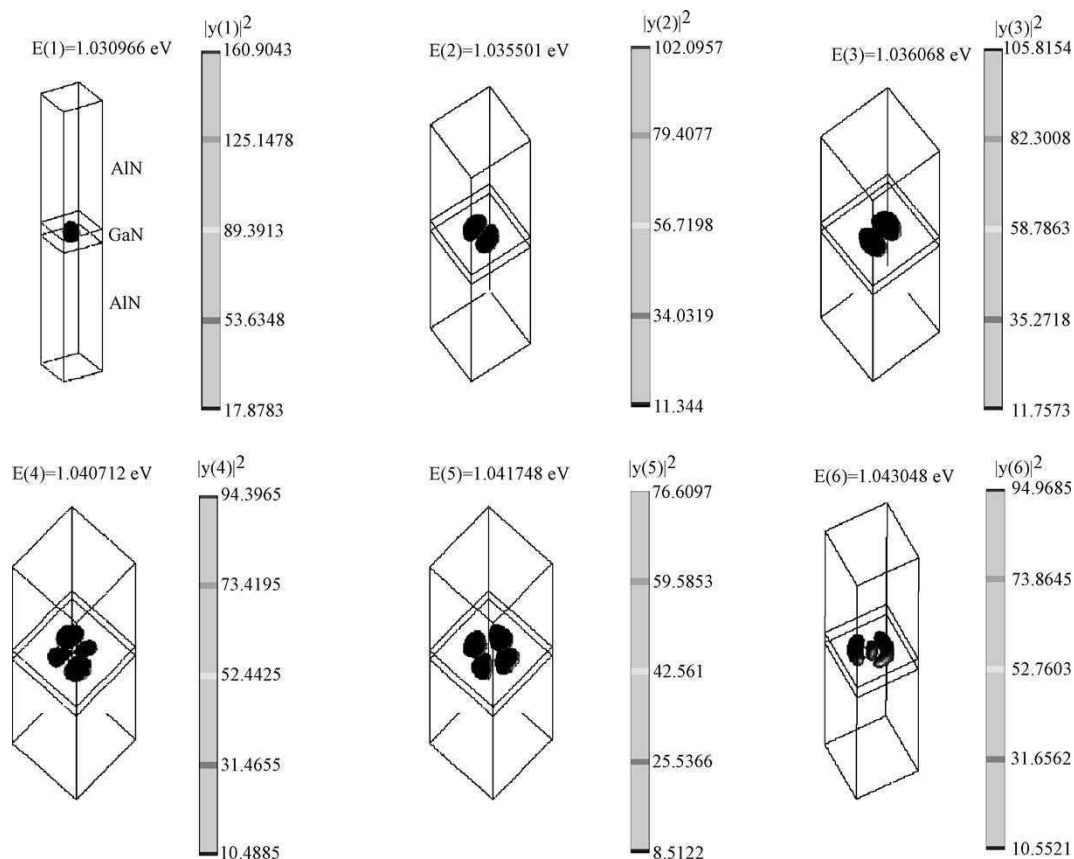 E(1)=1.030966 eV
|y(1)|²
160.9043
125.1478
89.3913
53.6348
17.8783
AlN
GaN
AlN
E(2)=1.035501 eV
|y(2)|²
102.0957
79.4077
56.7198
34.0319
11.344
E(3)=1.036068 eV
|y(3)|²
105.8154
82.3008
58.7863
35.2718
11.7573
E(4)=1.040712 eV
|y(4)|²
94.3965
73.4195
52.4425
31.4655
10.4885
E(5)=1.041748 eV
|y(5)|²
76.6097
59.5853
42.561
25.5366
8.5122
E(6)=1.043048 eV
|y(6)|²
94.9685
73.8645
52.7603
31.6562
10.5521